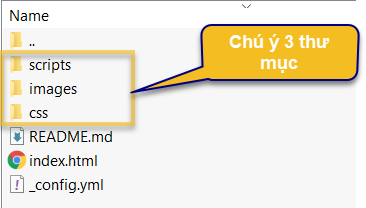 Name
..
scripts
images
css
README.md
index.html
_config.yml
Chú ý 3 thư
mục